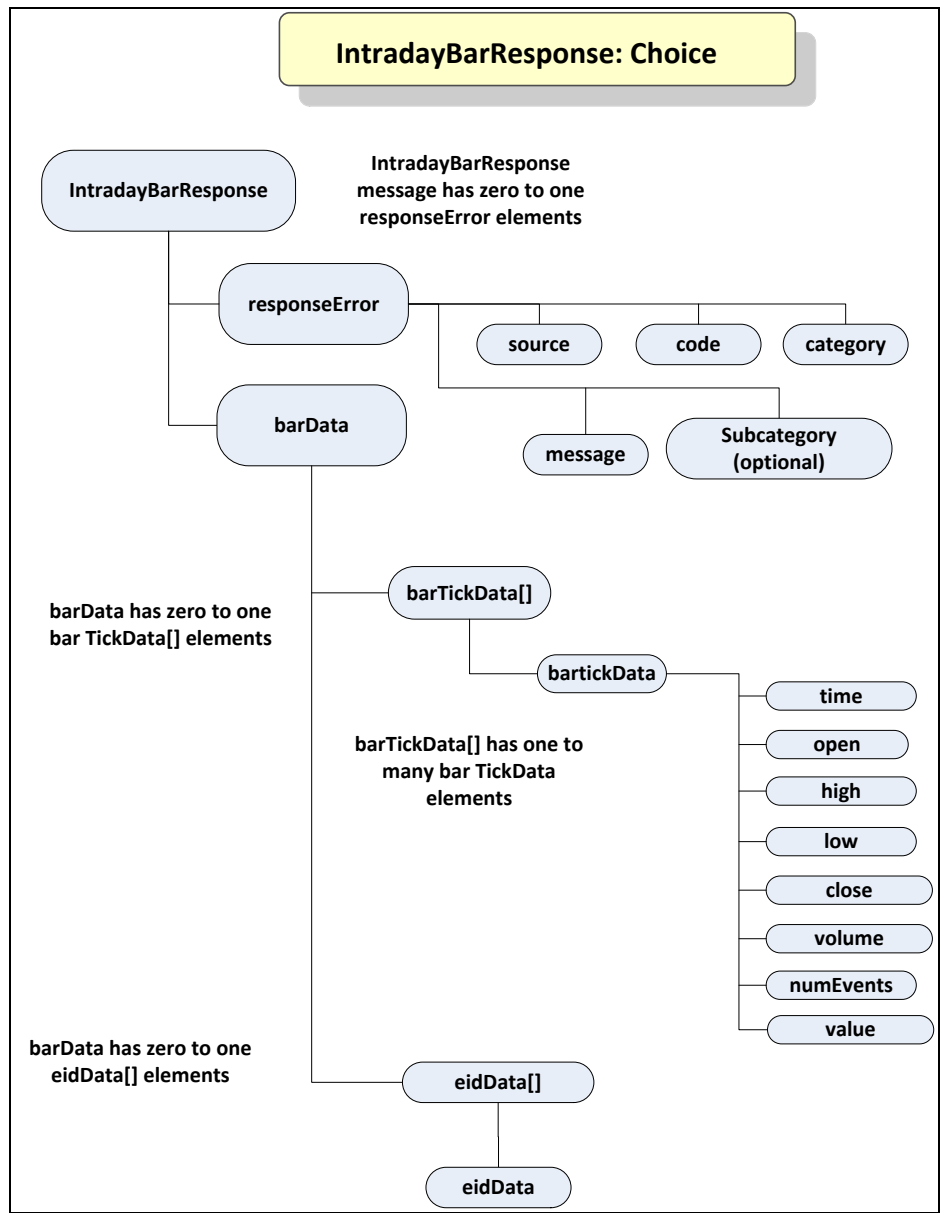 IntradayBarResponse: Choice
IntradayBarResponse
IntradayBarResponse
message has zero to one
responseError elements
responseError
source
code
category
barData
message
Subcategory
(optional)
barTickData[]
barData has zero to one
bar TickData[] elements
bartickData
time
barTickData[] has one to
many bar TickData
elements
open
high
low
close
volume
numEvents
value
barData has zero to one
eidData[] elements
eidData[]
eidData